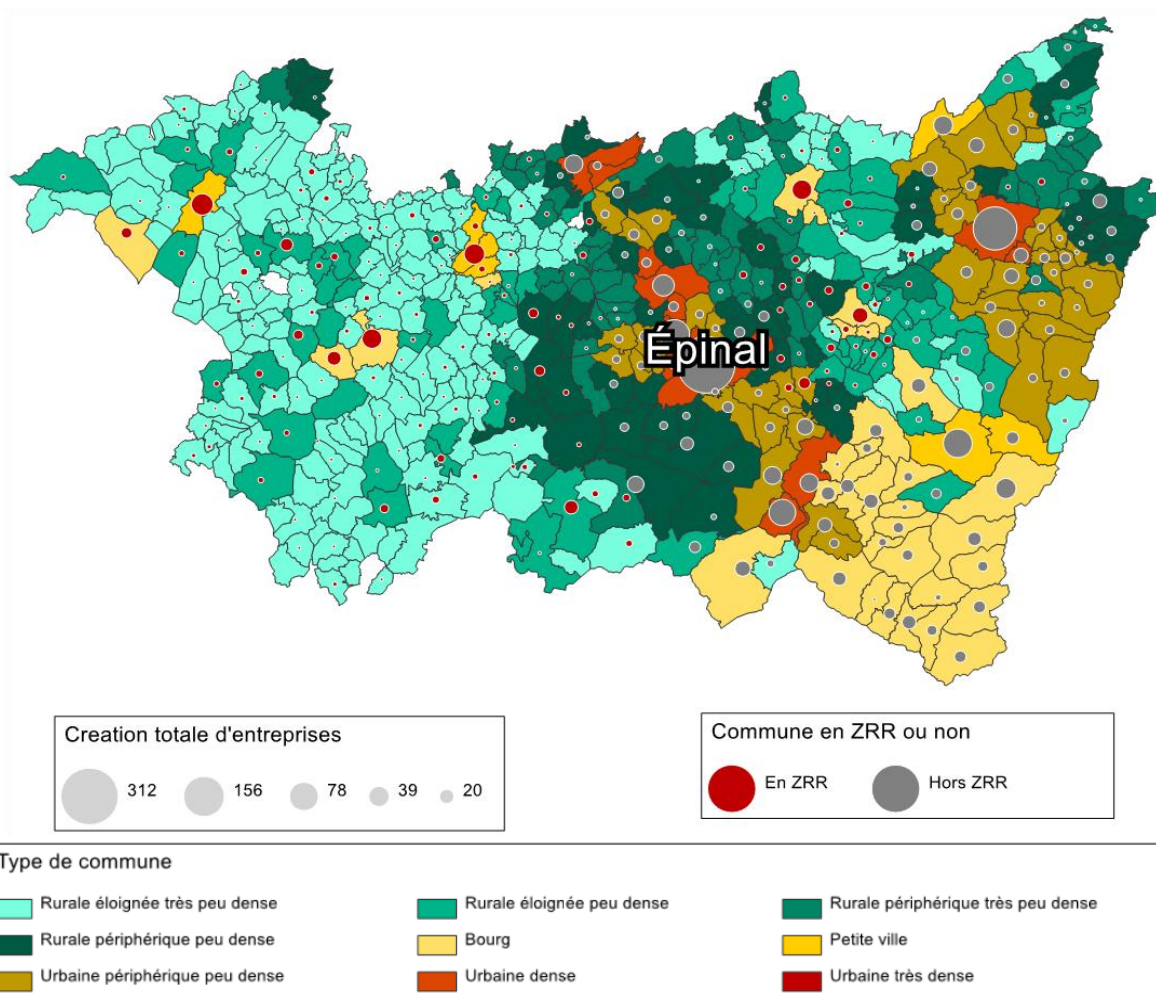 Épinal
Creation totale d'entreprises
312 156 78 39 20
Commune en ZRR ou non
En ZRR Hors ZRR
Type de commune
Rurale éloignée très peu dense Rurale éloignée peu dense Rurale périphérique très peu dense
Rurale périphérique peu dense Bourg Petite ville
Urbaine périphérique peu dense Urbaine dense Urbaine très dense